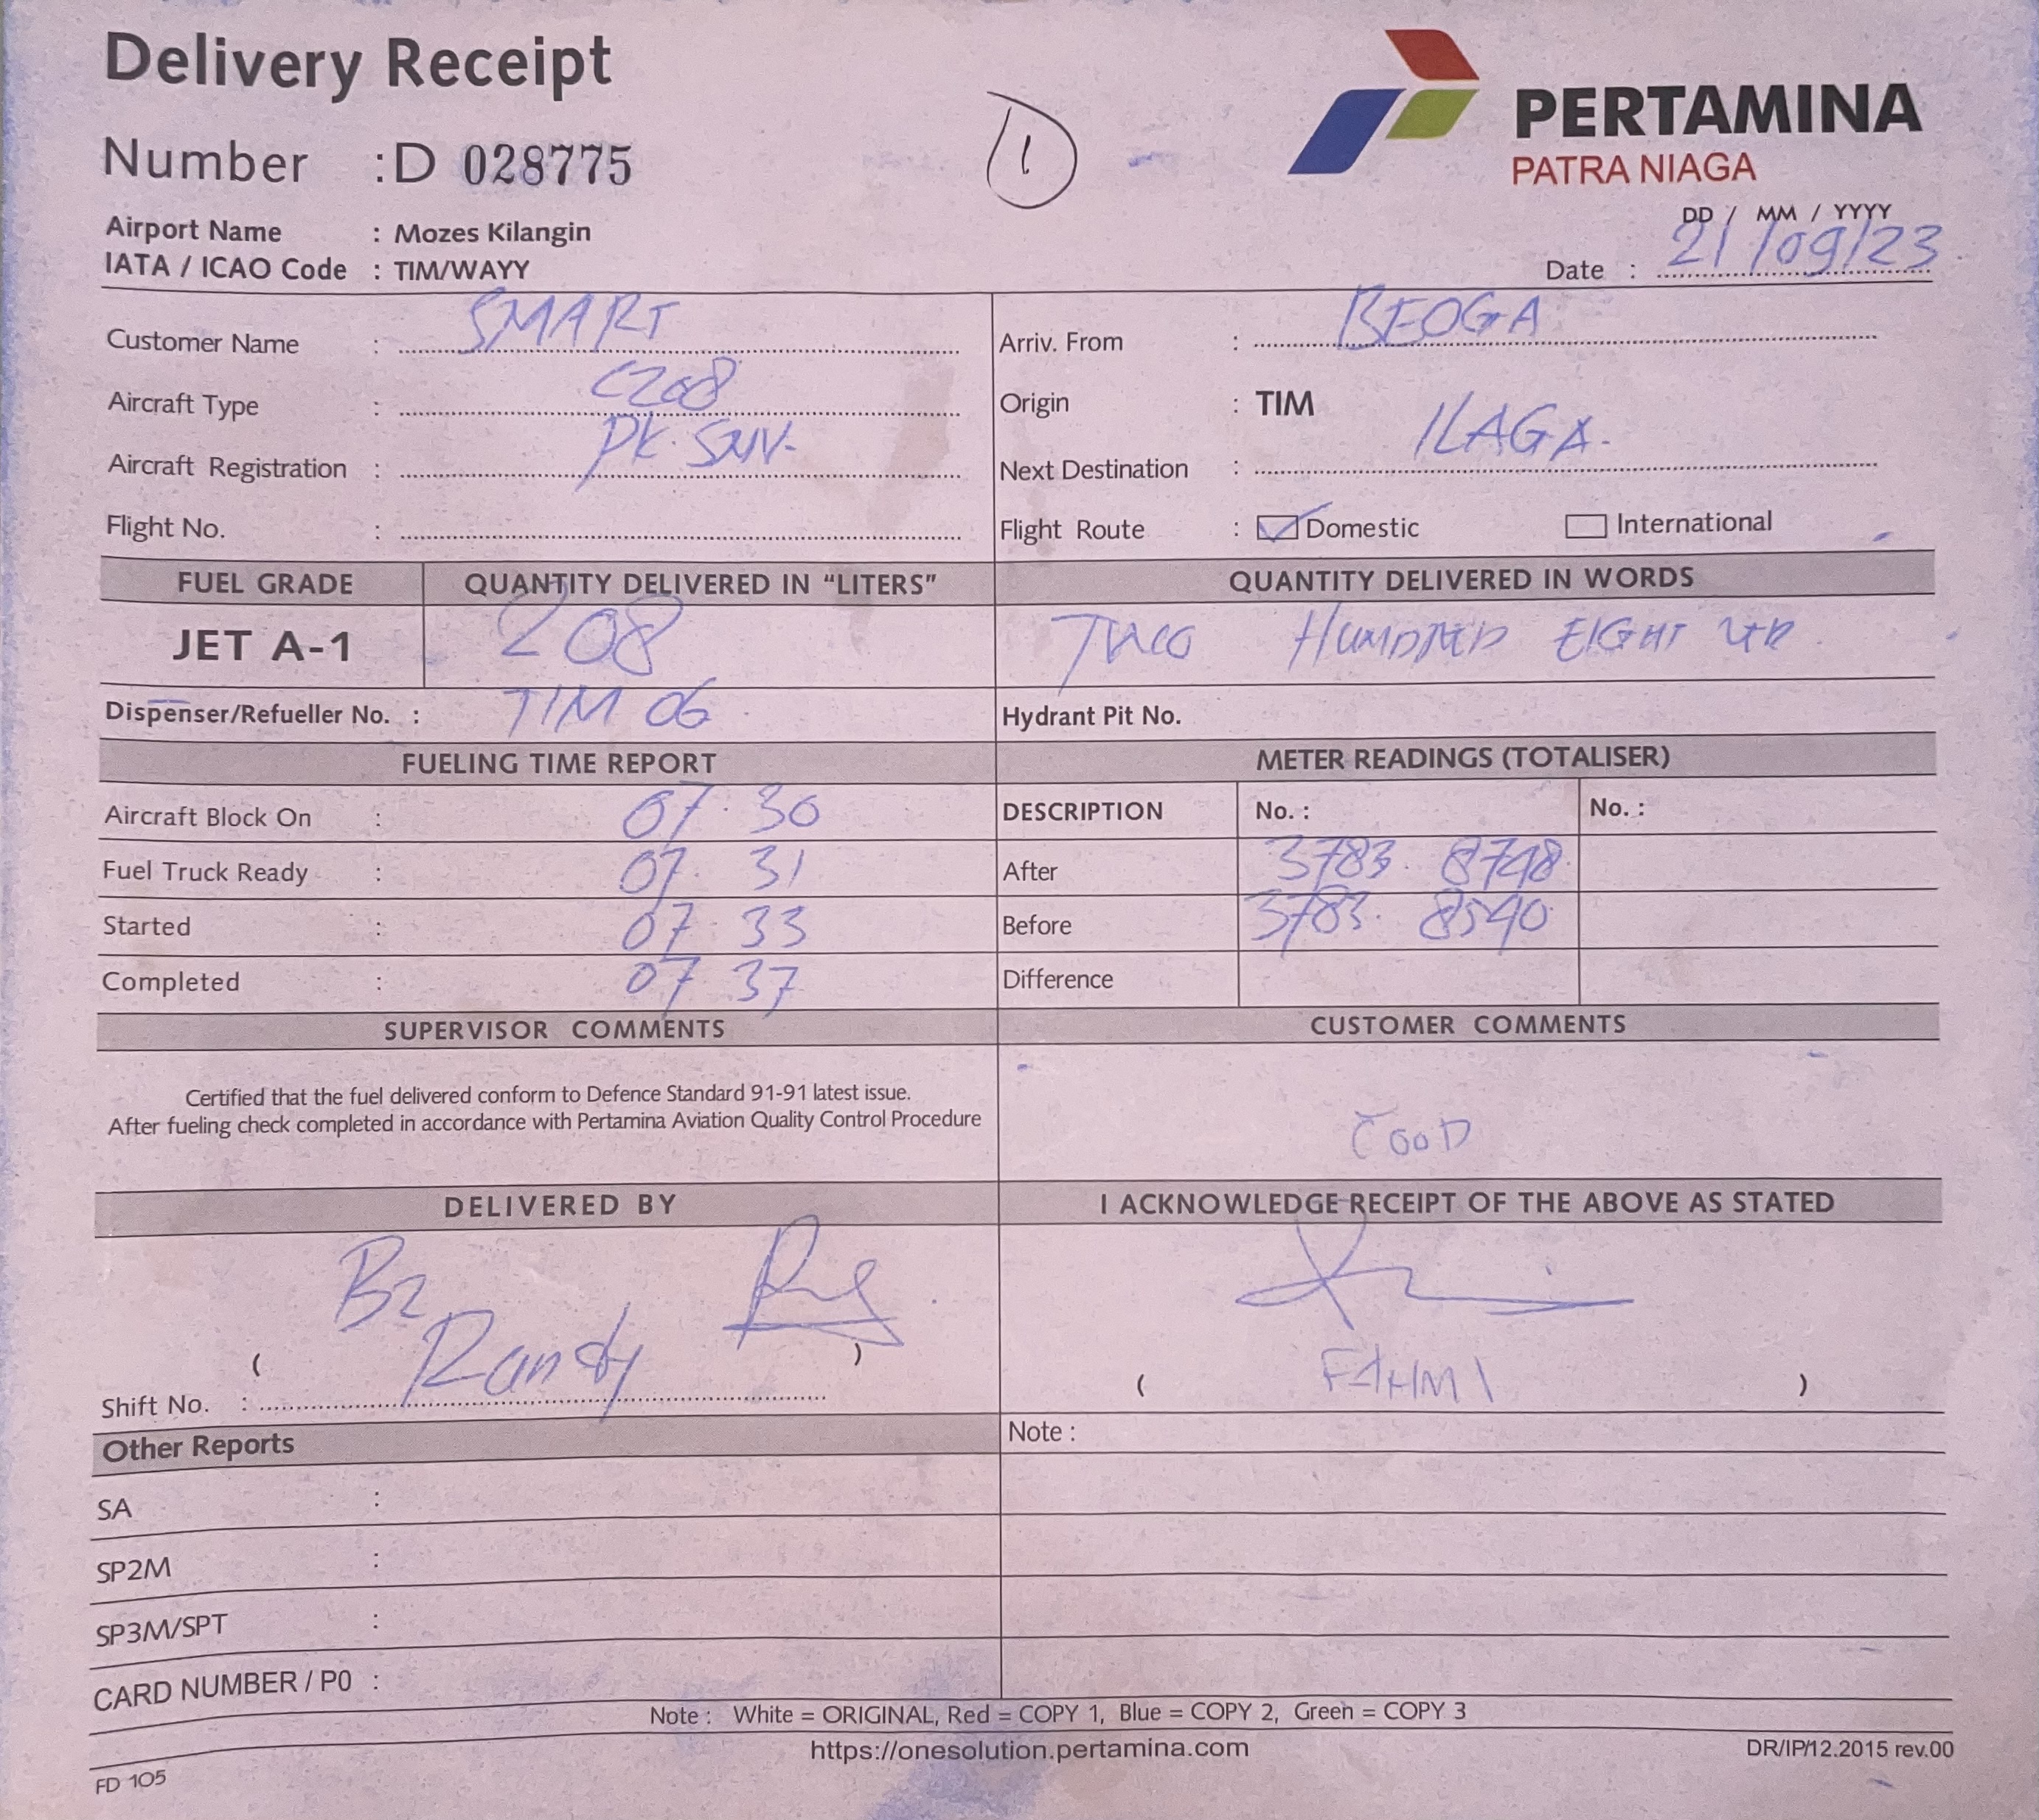 Delivery Receipt
PERTAMINA
PATRA NIAGA
Number :D 028775
1
Airport Name : Mozes Kilangin
IATA / ICAO Code : TIM/WAYY
DD / MM / YYYY
Date : 21/09/23
Customer Name : SMART
Arriv. From : BEOGA
Aircraft Type : C208
Origin : TIM
Aircraft Registration : PK. SNV-
Next Destination : ILAGA.
Flight No. :
Flight Route : Domestic International
FUEL GRADE QUANTITY DELIVERED IN “LITERS” QUANTITY DELIVERED IN WORDS
JET A-1 208 TWO HUNDRED EIGHT LTR
Dispenser/Refueller No. : TIM 06 Hydrant Pit No.
FUELING TIME REPORT METER READINGS (TOTALISER)
Aircraft Block On : 07.30 DESCRIPTION No. : No. :
Fuel Truck Ready : 07. 31 After 3783. 8748
Started : 07. 33 Before 3783. 8540
Completed : 07 37 Difference
SUPERVISOR COMMENTS CUSTOMER COMMENTS
Certified that the fuel delivered conform to Defence Standard 91-91 latest issue.
After fueling check completed in accordance with Pertamina Aviation Quality Control Procedure
GOOD
DELIVERED BY I ACKNOWLEDGE RECEIPT OF THE ABOVE AS STATED
B2
( Randy ) ( FAHMI )
Shift No. :
Other Reports Note :
SA :
SP2M :
SP3M/SPT :
CARD NUMBER / P0 :
Note : White = ORIGINAL, Red = COPY 1, Blue = COPY 2, Green = COPY 3
https://onesolution.pertamina.com
DR/IP/12.2015 rev.00
FD 105